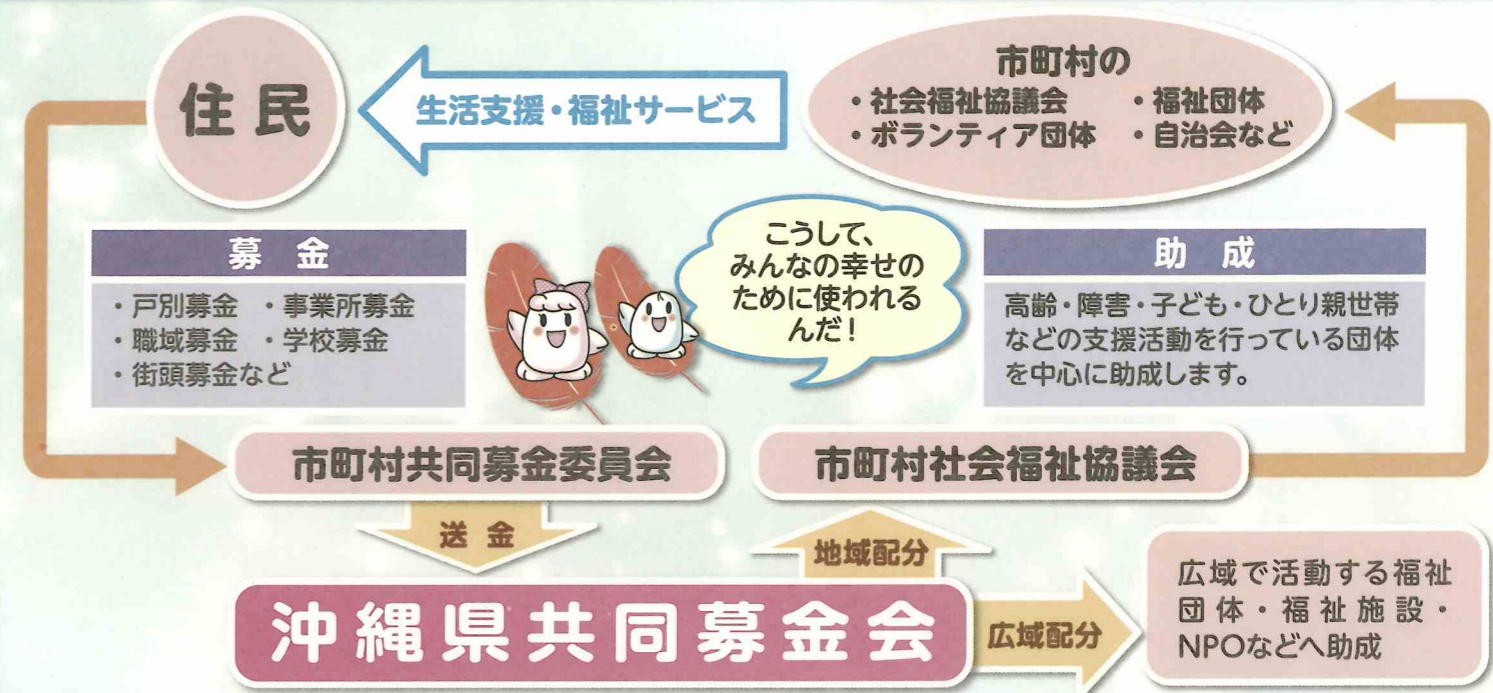 住民
生活支援・福祉サービス
市町村の
・社会福祉協議会 ・福祉団体
・ボランティア団体 ・自治会など
募金
・戸別募金 ・事業所募金
・職域募金 ・学校募金
・街頭募金など
こうして、
みんなの幸せの
ために使われる
んだ！
助成
高齢・障害・子ども・ひとり親世帯
などの支援活動を行っている団体
を中心に助成します。
市町村共同募金委員会
市町村社会福祉協議会
送金
地域配分
沖縄県共同募金会
広域配分
広域で活動する福祉
団体・福祉施設・
NPOなどへ助成